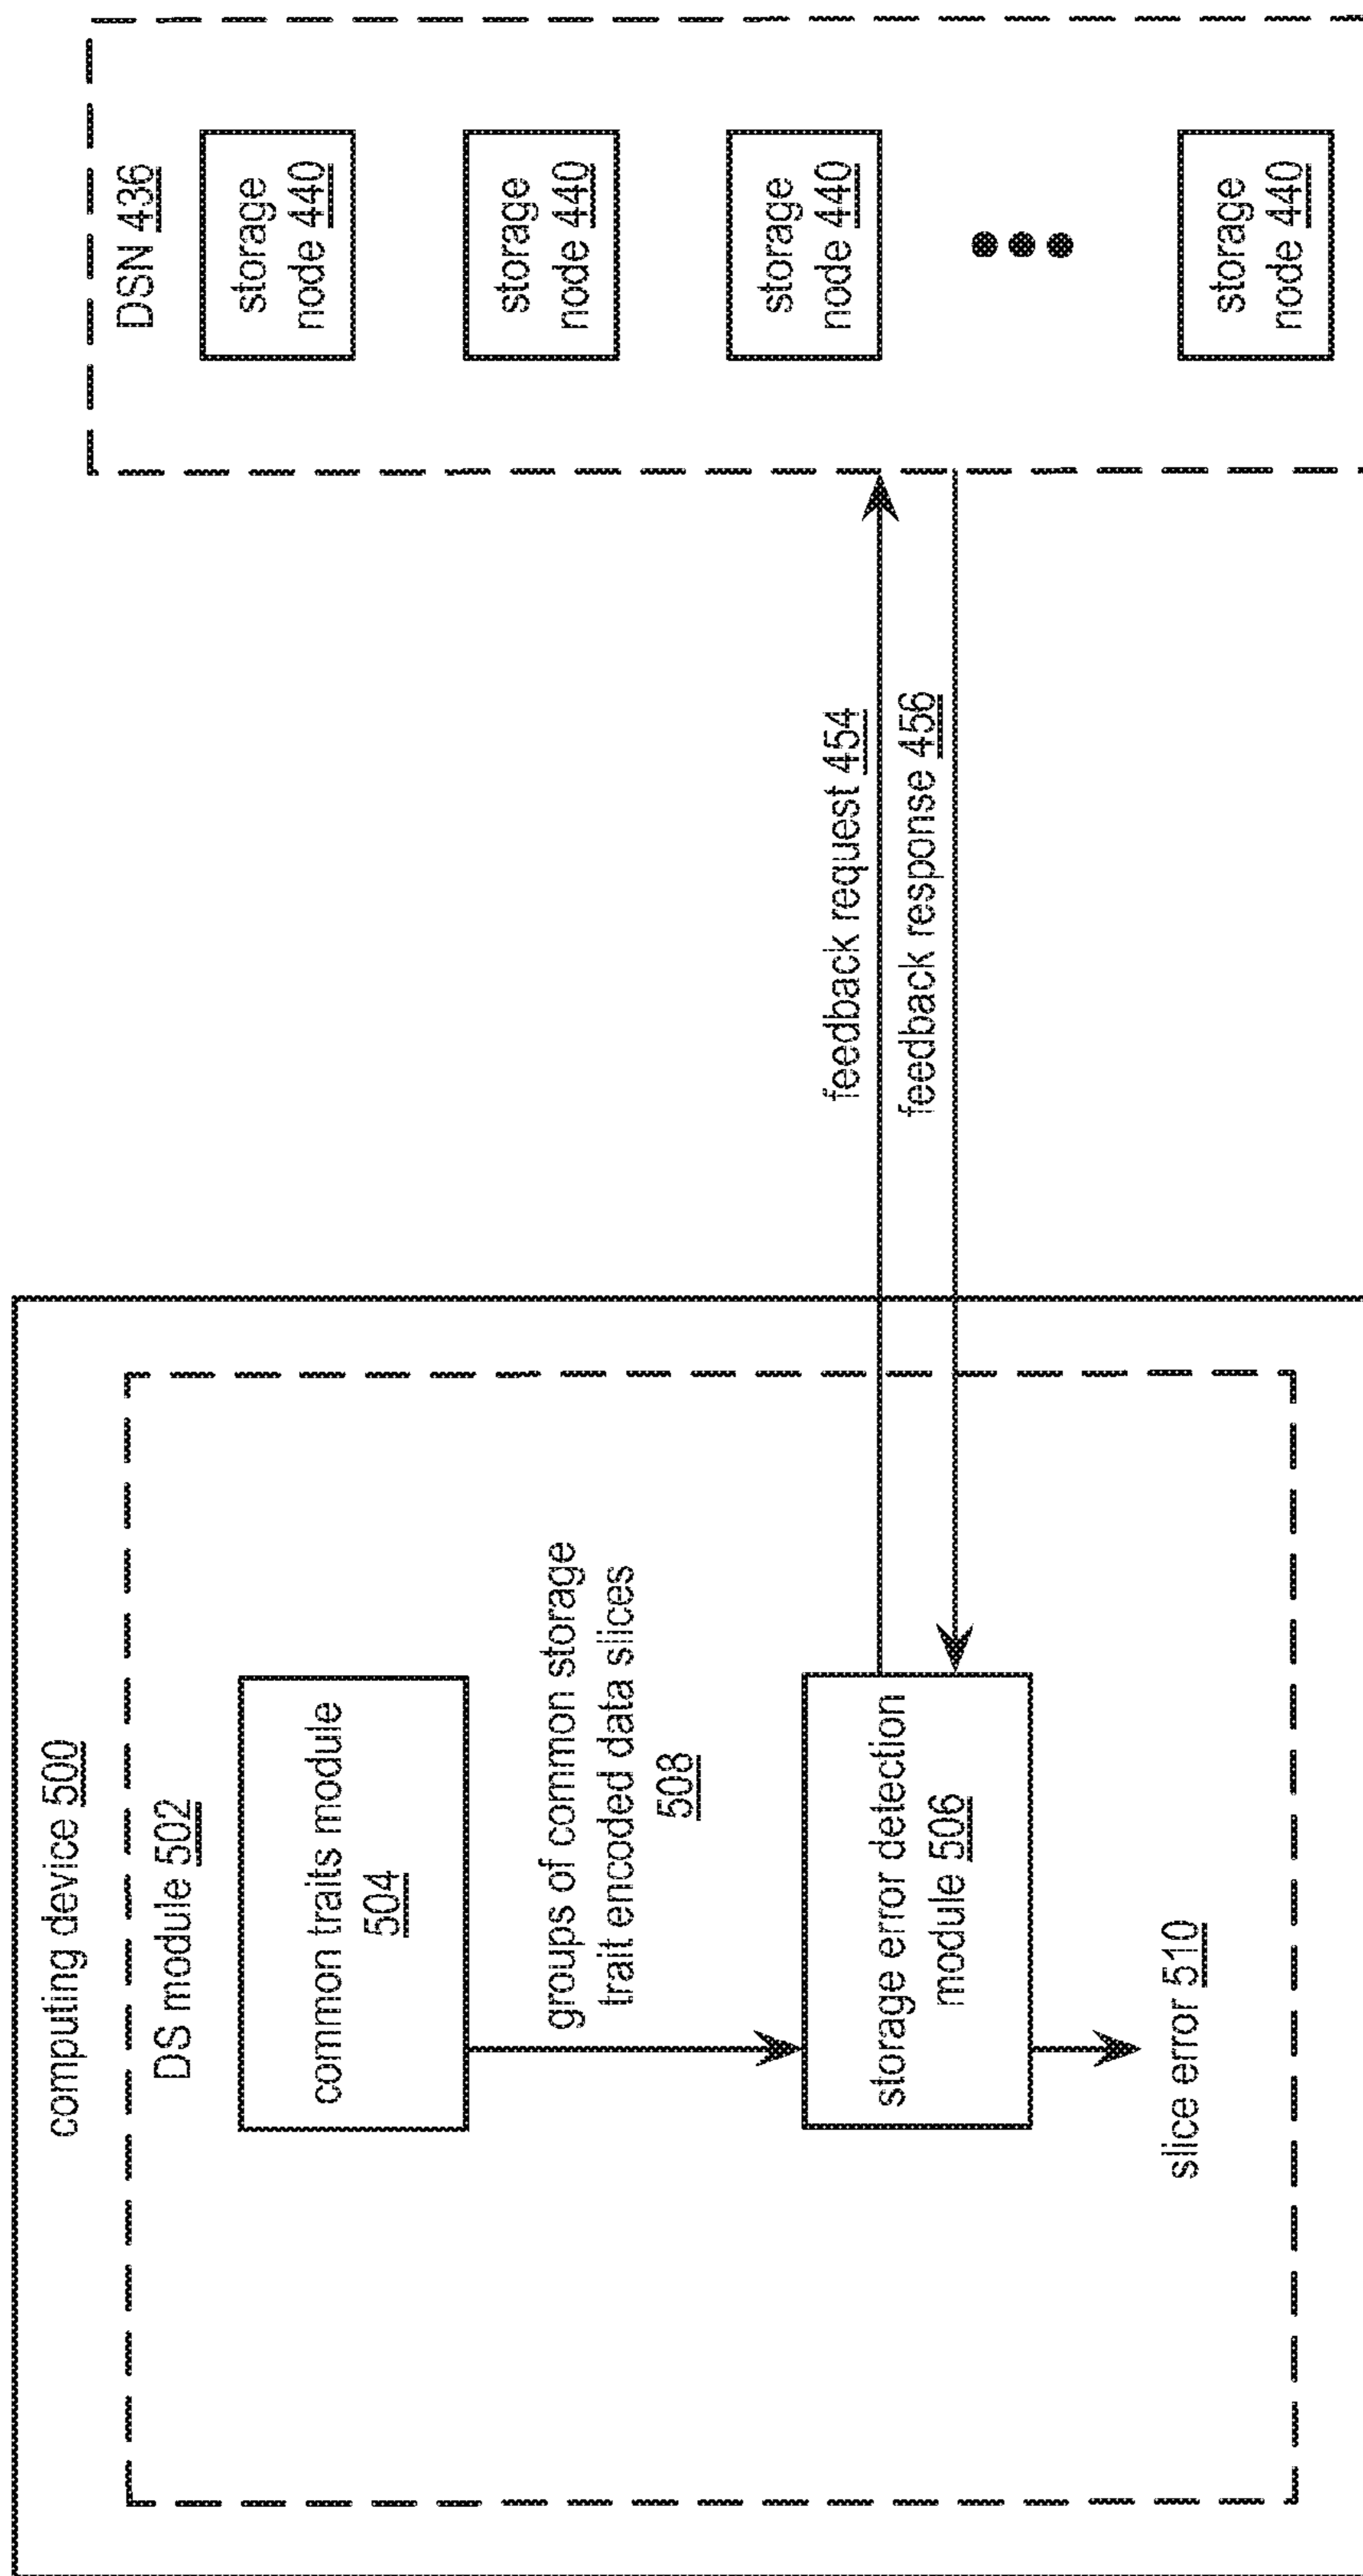 computing device 500
DS module 502
common traits module
504
groups of common storage
trait encoded data slices
508
storage error detection
module 506
slice error 510
feedback request 454
feedback response 456
DSN 436
storage
node 440
storage
node 440
storage
node 440
storage
node 440